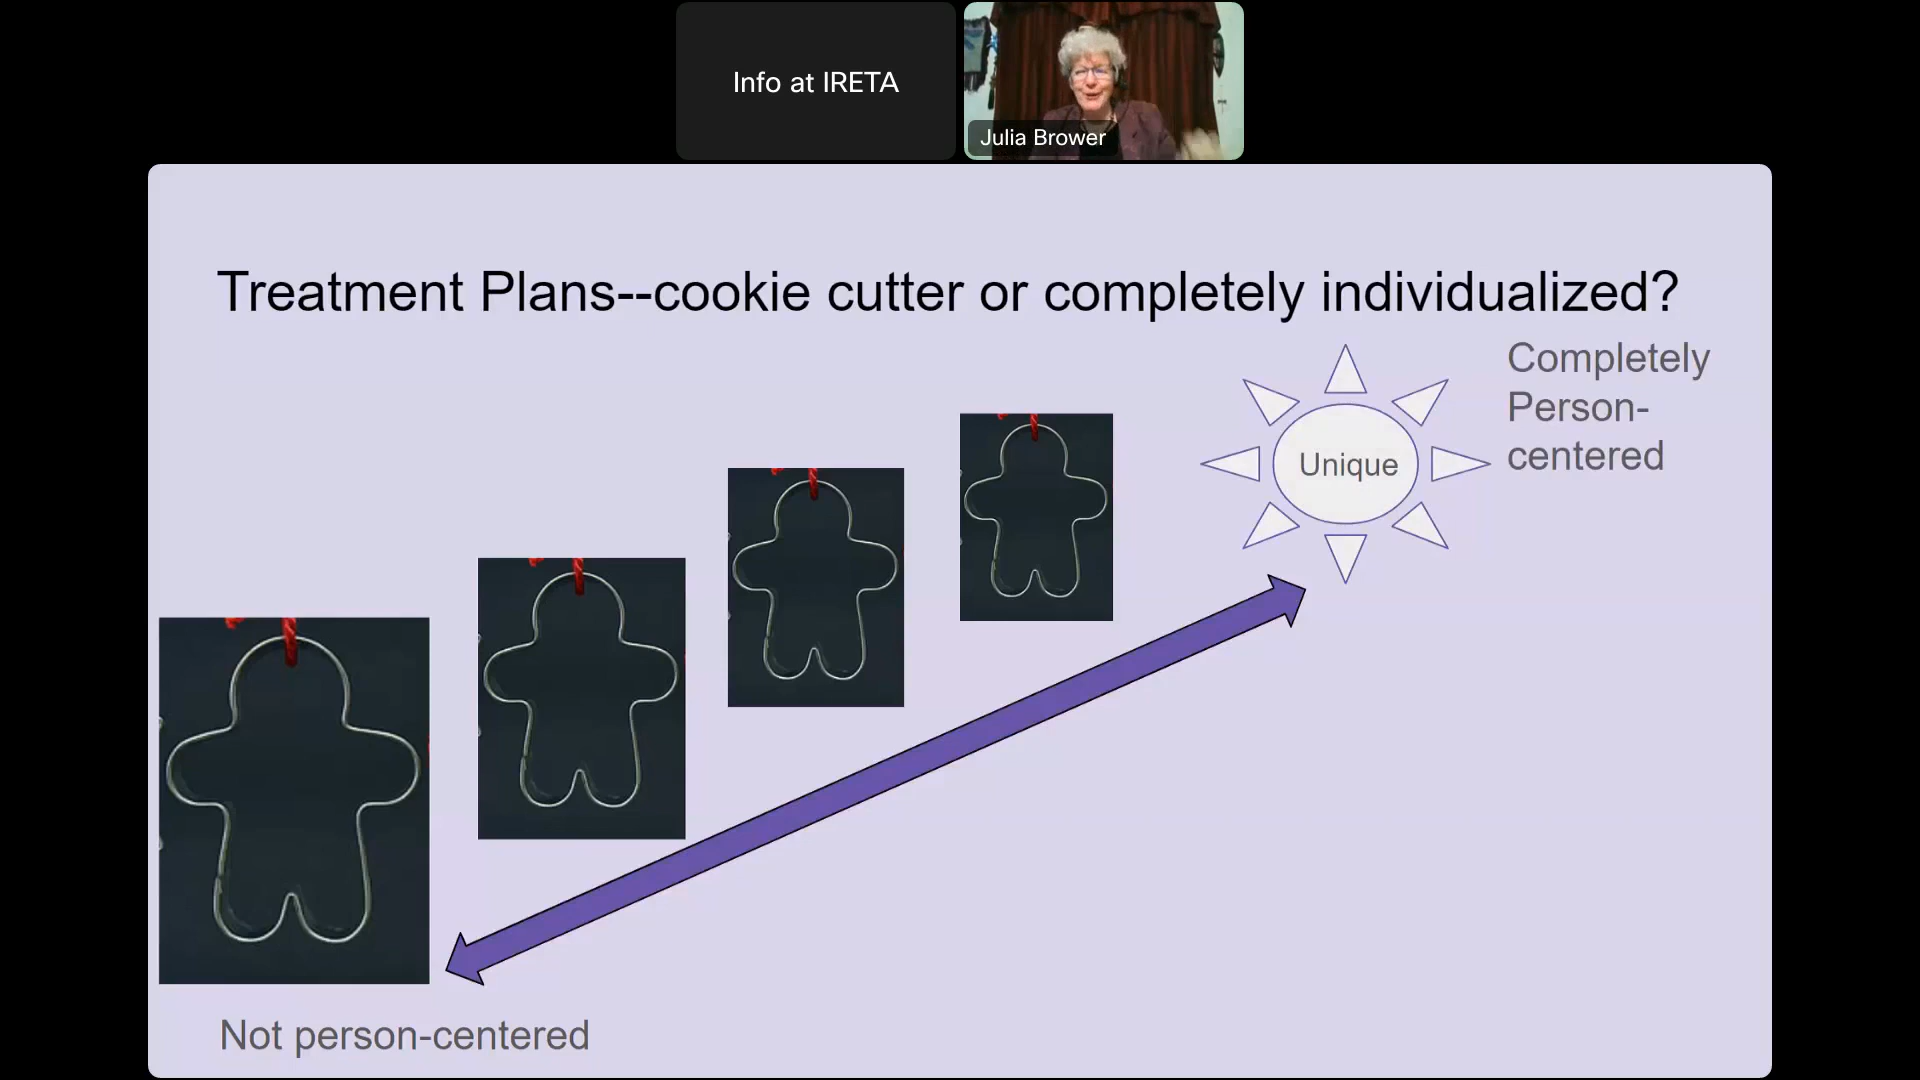 Info at IRETA
Julia Brower
Treatment Plans--cookie cutter or completely individualized?
Completely
Person-
centered
Unique
Not person-centered